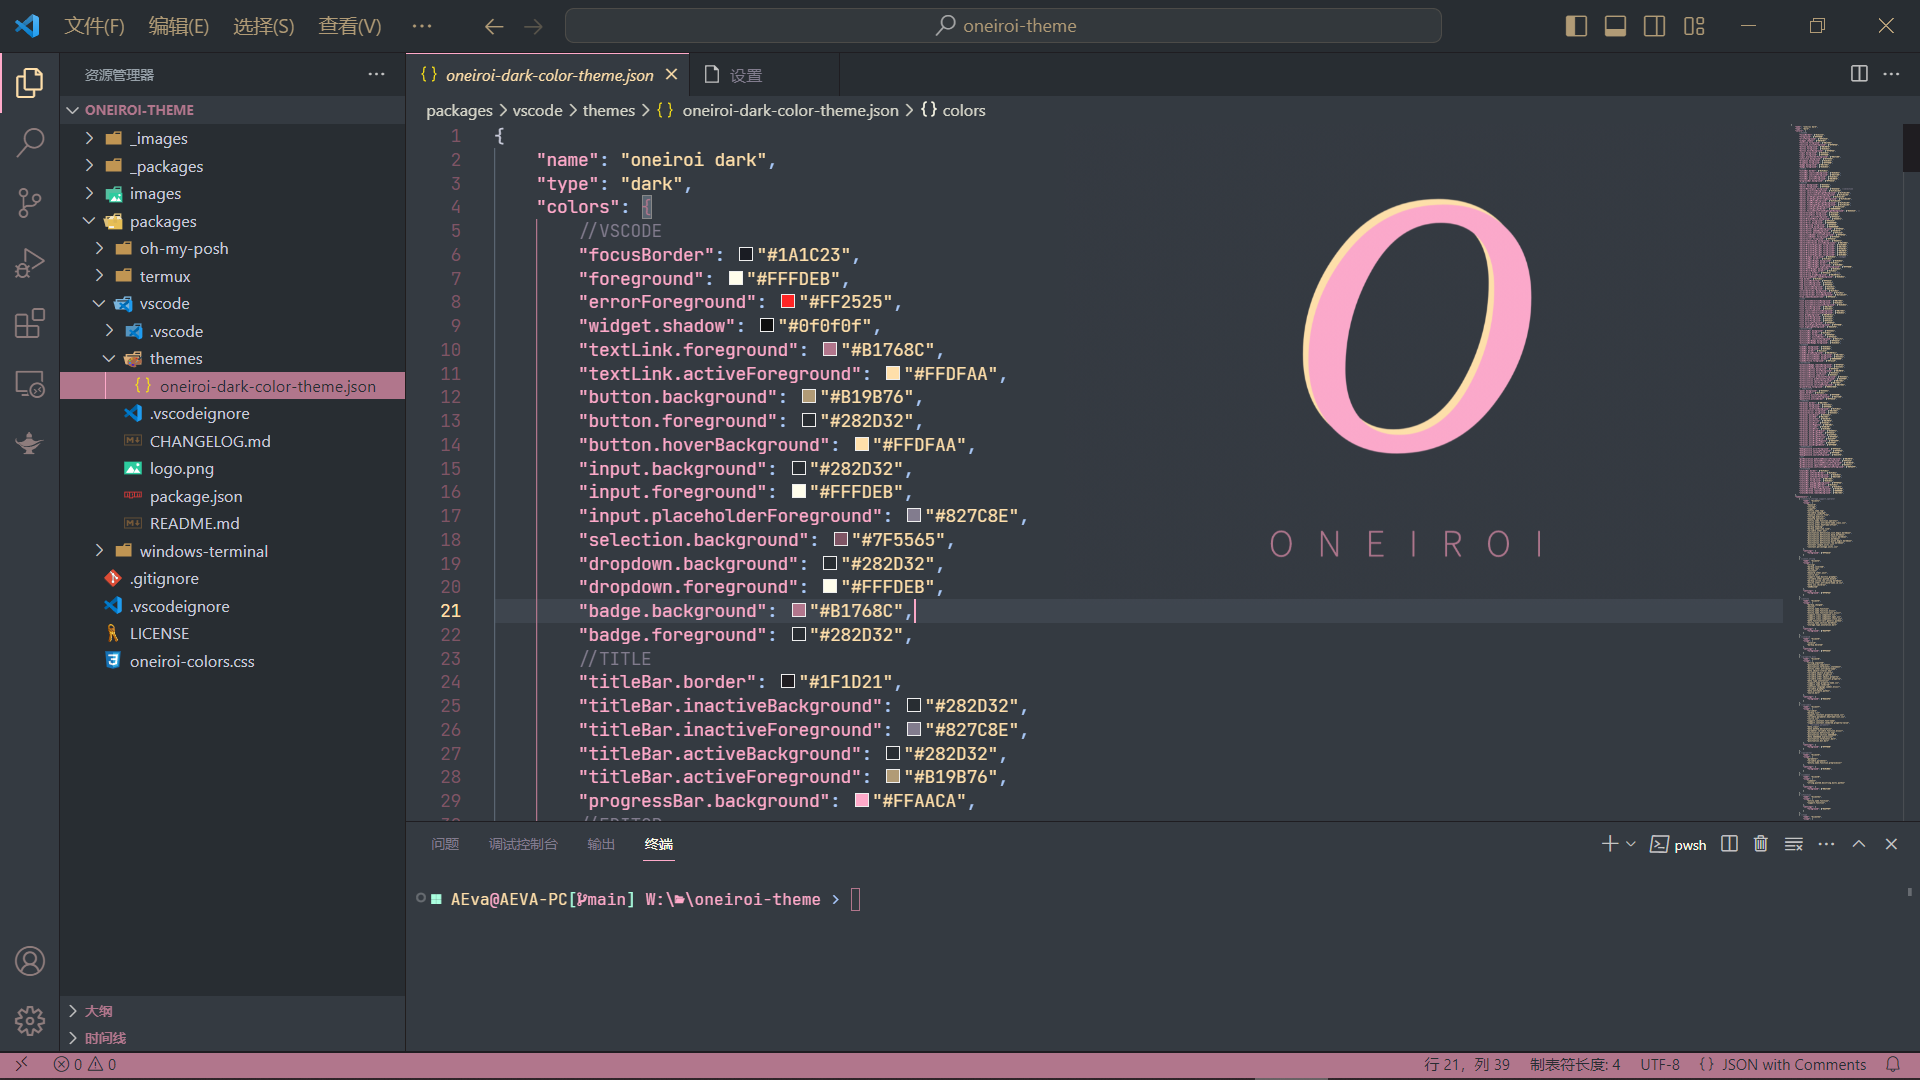 文件(F) 编辑(E) 选择(S) 查看(V) ··· oneiroi-theme
资源管理器 ···
ONEIROI-THEME
_images
_packages
images
packages
oh-my-posh
termux
vscode
.vscode
themes
{} oneiroi-dark-color-theme.json
.vscodeignore
CHANGELOG.md
logo.png
package.json
README.md
windows-terminal
.gitignore
.vscodeignore
LICENSE
oneiroi-colors.css
大纲
时间线
{} oneiroi-dark-color-theme.json 设置
packages > vscode > themes > {} oneiroi-dark-color-theme.json > {} colors
1 {
2 "name": "oneiroi dark",
3 "type": "dark",
4 "colors": {
5 //VSCODE
6 "focusBorder": "#1A1C23",
7 "foreground": "#FFFDEB",
8 "errorForeground": "#FF2525",
9 "widget.shadow": "#0f0f0f",
10 "textLink.foreground": "#B1768C",
11 "textLink.activeForeground": "#FFDFAA",
12 "button.background": "#B19B76",
13 "button.foreground": "#282D32",
14 "button.hoverBackground": "#FFDFAA",
15 "input.background": "#282D32",
16 "input.foreground": "#FFFDEB",
17 "input.placeholderForeground": "#827C8E",
18 "selection.background": "#7F5565",
19 "dropdown.background": "#282D32",
20 "dropdown.foreground": "#FFFDEB",
21 "badge.background": "#B1768C",
22 "badge.foreground": "#282D32",
23 //TITLE
24 "titleBar.border": "#1F1D21",
25 "titleBar.inactiveBackground": "#282D32",
26 "titleBar.inactiveForeground": "#827C8E",
27 "titleBar.activeBackground": "#282D32",
28 "titleBar.activeForeground": "#B19B76",
29 "progressBar.background": "#FFAACA",
O
ONEIROI
问题 调试控制台 输出 终端 pwsh
AEva@AEVA-PC[main] W:\\oneiroi-theme >
0 0 行 21，列 39 制表符长度: 4 UTF-8 {} JSON with Comments